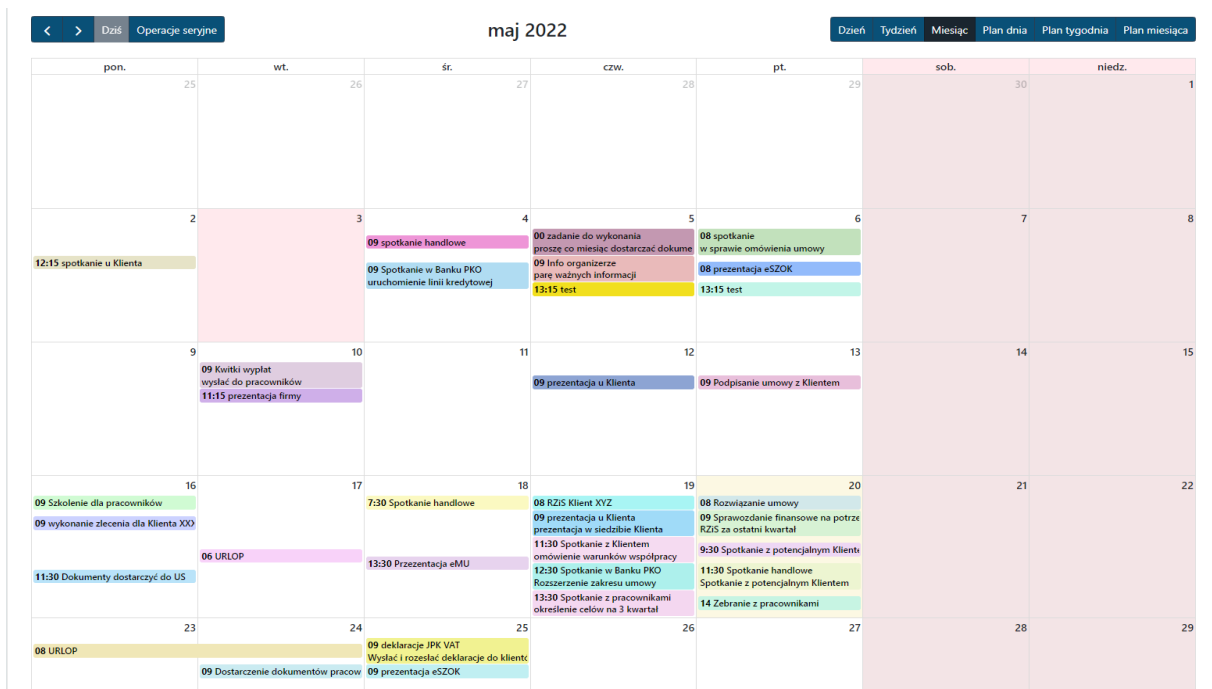 Dziś Operacje seryjne
maj 2022
Dzień Tydzień Miesiąc Plan dnia Plan tygodnia Plan miesiąca
pon. wt. śr. czw. pt. sob. niedz.
25 26 27 28 29 30 1
2 3 4 5 6 7 8
12:15 spotkanie u Klienta
09 spotkanie handlowe
09 Spotkanie w Banku PKO
uruchomienie linii kredytowej
00 zadanie do wykonania
proszę co miesiąc dostarczać dokume
09 Info organizerze
parę ważnych informacji
13:15 test
08 spotkanie
w sprawie omówienia umowy
08 prezentacja eSZOK
13:15 test
9 10 11 12 13 14 15
09 Kwitki wypłat
wysłać do pracowników
11:15 prezentacja firmy
09 prezentacja u Klienta
09 Podpisanie umowy z Klientem
16 17 18 19 20 21 22
09 Szkolenie dla pracowników
09 wykonanie zlecenia dla Klienta XXX
11:30 Dokumenty dostarczyć do US
06 URLOP
7:30 Spotkanie handlowe
13:30 Przezentacja eMU
08 RZiS Klient XYZ
09 prezentacja u Klienta
prezentacja w siedzibie Klienta
11:30 Spotkanie z Klientem
omówienie warunków współpracy
12:30 Spotkanie w Banku PKO
Rozszerzenie zakresu umowy
13:30 Spotkanie z pracownikami
określenie celów na 3 kwartał
08 Rozwiązanie umowy
09 Sprawozdanie finansowe na potrze
RZiS za ostatni kwartał
9:30 Spotkanie z potencjalnym Kliente
11:30 Spotkanie handlowe
Spotkanie z potencjalnym Klientem
14 Zebranie z pracownikami
23 24 25 26 27 28 29
08 URLOP
09 Dostarczenie dokumentów pracow
09 deklaracje JPK VAT
Wysłać i rozesłać deklaracje do kliento
09 prezentacja eSZOK